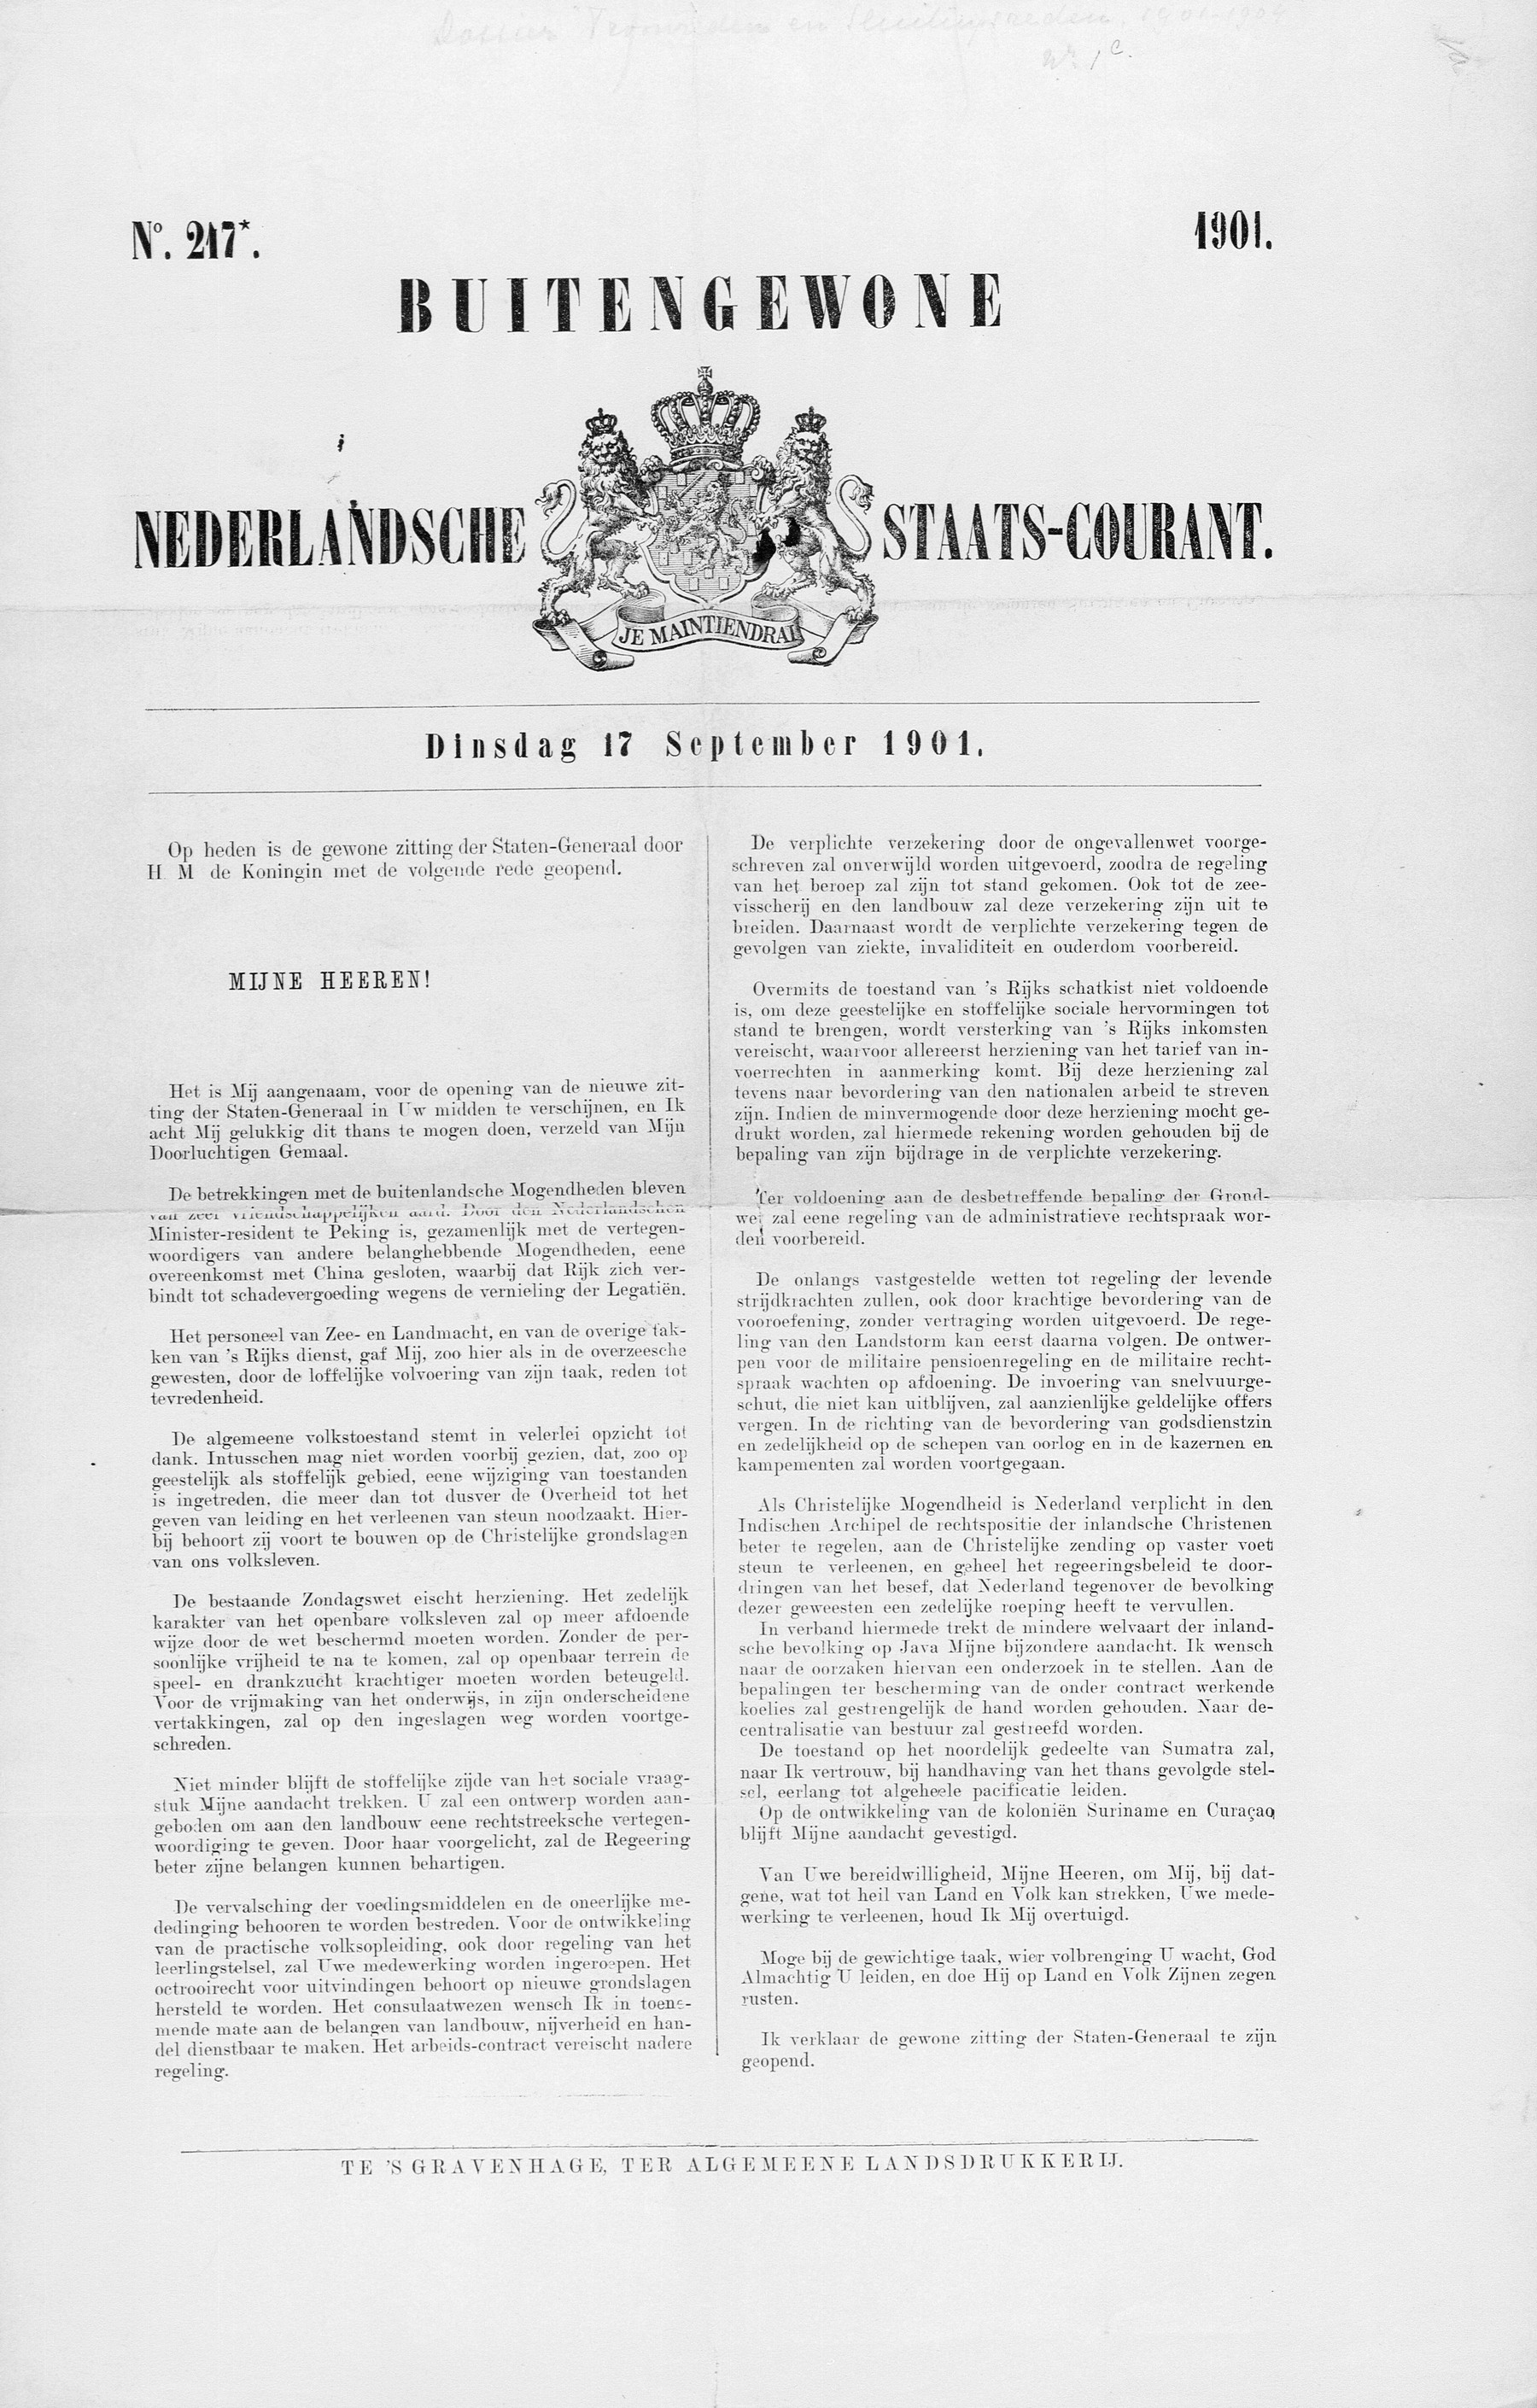 Dossier Troonreden en Sluitingsreden, 1901-1904
Nr. 1c.
No. 217*.
1901.
BUITENGEWONE
NEDERLANDSCHE STAATS-COURANT.
JE MAINTIENDRAI
Dinsdag 17 September 1901.
Op heden is de gewone zitting der Staten-Generaal door
H M de Koningin met de volgende rede geopend.
MIJNE HEEREN!
Het is Mij aangenaam, voor de opening van de nieuwe zit-
ting der Staten-Generaal in Uw midden te verschijnen, en Ik
acht Mij gelukkig dit thans te mogen doen, verzeld van Mijn
Doorluchtigen Gemaal.
De betrekkingen met de buitenlandsche Mogendheden bleven
van zeer vriendschappelijken aard. Door den Nederlandschen
Minister-resident te Peking is, gezamenlijk met de vertegen-
woordigers van andere belanghebbende Mogendheden, eene
overeenkomst met China gesloten, waarbij dat Rijk zich ver-
bindt tot schadevergoeding wegens de vernieling der Legatiën.
Het personeel van Zee- en Landmacht, en van de overige tak-
ken van 's Rijks dienst, gaf Mij, zoo hier als in de overzeesche
gewesten, door de loffelijke volvoering van zijn taak, reden tot
tevredenheid.
De algemeene volkstoestand stemt in velerlei opzicht tot
dank. Intusschen mag niet worden voorbij gezien, dat, zoo op
geestelijk als stoffelijk gebied, eene wijziging van toestanden
is ingetreden, die meer dan tot dusver de Overheid tot het
geven van leiding en het verleenen van steun noodzaakt. Hier-
bij behoort zij voort te bouwen op de Christelijke grondslagen
van ons volksleven.
De bestaande Zondagswet eischt herziening. Het zedelijk
karakter van het openbare volksleven zal op meer afdoende
wijze door de wet beschermd moeten worden. Zonder de per-
soonlijke vrijheid te na te komen, zal op openbaar terrein de
speel- en drankzucht krachtiger moeten worden beteugeld.
Voor de vrijmaking van het onderwijs, in zijn onderscheidene
vertakkingen, zal op den ingeslagen weg worden voortge-
schreden.
Niet minder blijft de stoffelijke zijde van het sociale vraag-
stuk Mijne aandacht trekken. U zal een ontwerp worden aan-
geboden om aan den landbouw eene rechtstreeksche vertegen-
woordiging te geven. Door haar voorgelicht, zal de Regeering
beter zijne belangen kunnen behartigen.
De vervalsching der voedingsmiddelen en de oneerlijke me-
dedinging behooren te worden bestreden. Voor de ontwikkeling
van de practische volksopleiding, ook door regeling van het
leerlingstelsel, zal Uwe medewerking worden ingeroepen. Het
octrooirecht voor uitvindingen behoort op nieuwe grondslagen
hersteld te worden. Het consulaatwezen wensch Ik in toene-
mende mate aan de belangen van landbouw, nijverheid en han-
del dienstbaar te maken. Het arbeids-contract vereischt nadere
regeling.
De verplichte verzekering door de ongevallenwet voorge-
schreven zal onverwijld worden uitgevoerd, zoodra de regeling
van het beroep zal zijn tot stand gekomen. Ook tot de zee-
visscherij en den landbouw zal deze verzekering zijn uit te
breiden. Daarnaast wordt de verplichte verzekering tegen de
gevolgen van ziekte, invaliditeit en ouderdom voorbereid.
Overmits de toestand van 's Rijks schatkist niet voldoende
is, om deze geestelijke en stoffelijke sociale hervormingen tot
stand te brengen, wordt versterking van 's Rijks inkomsten
vereischt, waarvoor allereerst herziening van het tarief van in-
voerrechten in aanmerking komt. Bij deze herziening zal
tevens naar bevordering van den nationalen arbeid te streven
zijn. Indien de minvermogende door deze herziening mocht ge-
drukt worden, zal hiermede rekening worden gehouden bij de
bepaling van zijn bijdrage in de verplichte verzekering.
Ter voldoening aan de desbetreffende bepaling der Grond-
wet zal eene regeling van de administratieve rechtspraak wor-
den voorbereid.
De onlangs vastgestelde wetten tot regeling der levende
strijdkrachten zullen, ook door krachtige bevordering van de
vooroefening, zonder vertraging worden uitgevoerd. De rege-
ling van den Landstorm kan eerst daarna volgen. De ontwer-
pen voor de militaire pensioenregeling en de militaire recht-
spraak wachten op afdoening. De invoering van snelvuurge-
schut, die niet kan uitblijven, zal aanzienlijke geldelijke offers
vergen. In de richting van de bevordering van godsdienstzin
en zedelijkheid op de schepen van oorlog en in de kazernen en
kampementen zal worden voortgegaan.
Als Christelijke Mogendheid is Nederland verplicht in den
Indischen Archipel de rechtspositie der inlandsche Christenen
beter te regelen, aan de Christelijke zending op vaster voet
steun te verleenen, en geheel het regeeringsbeleid te door-
dringen van het besef, dat Nederland tegenover de bevolking
dezer geweesten een zedelijke roeping heeft te vervullen.
In verband hiermede trekt de mindere welvaart der inland-
sche bevolking op Java Mijne bijzondere aandacht. Ik wensch
naar de oorzaken hiervan een onderzoek in te stellen. Aan de
bepalingen ter bescherming van de onder contract werkende
koelies zal gestrengelijk de hand worden gehouden. Naar de-
centralisatie van bestuur zal gestreefd worden.
De toestand op het noordelijk gedeelte van Sumatra zal,
naar Ik vertrouw, bij handhaving van het thans gevolgde stel-
sel, eerlang tot algeheele pacificatie leiden.
Op de ontwikkeling van de koloniën Suriname en Curaçao
blijft Mijne aandacht gevestigd.
Van Uwe bereidwilligheid, Mijne Heeren, om Mij, bij dat-
gene, wat tot heil van Land en Volk kan strekken, Uwe mede-
werking te verleenen, houd Ik Mij overtuigd.
Moge bij de gewichtige taak, wier volbrenging U wacht, God
Almachtig U leiden, en doe Hij op Land en Volk Zijnen zegen
rusten.
Ik verklaar de gewone zitting der Staten-Generaal te zijn
geopend.
TE 'S GRAVENHAGE, TER ALGEMEENE LANDSDRUKKERIJ.